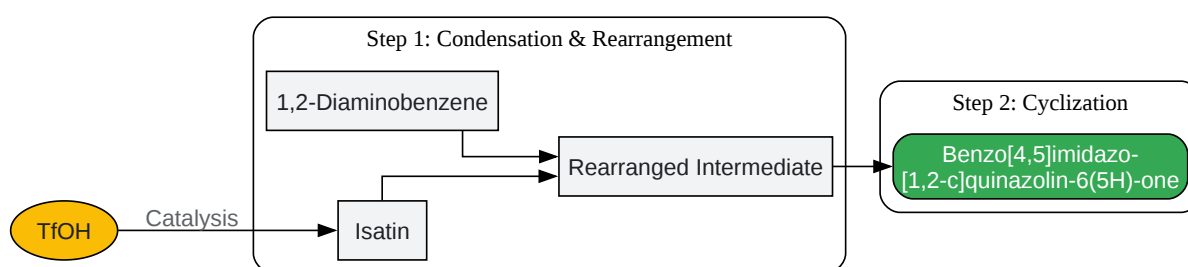 Step 1: Condensation & Rearrangement
1,2-Diaminobenzene
Rearranged Intermediate
Isatin
TfOH
Catalysis
Step 2: Cyclization
Benzo[4,5]imidazo-
[1,2-c]quinazolin-6(5H)-one